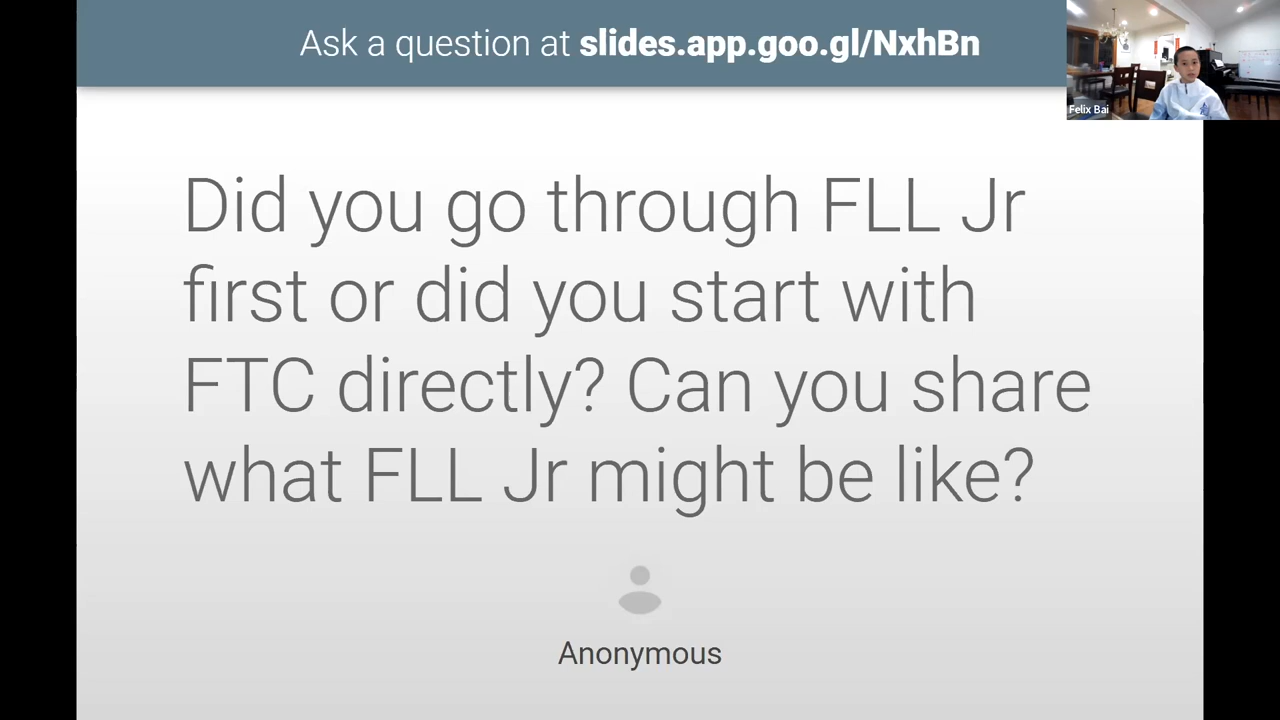 Ask a question at slides.app.goo.gl/NxhBn
Felix Bai
Did you go through FLL Jr
first or did you start with
FTC directly? Can you share
what FLL Jr might be like?
Anonymous